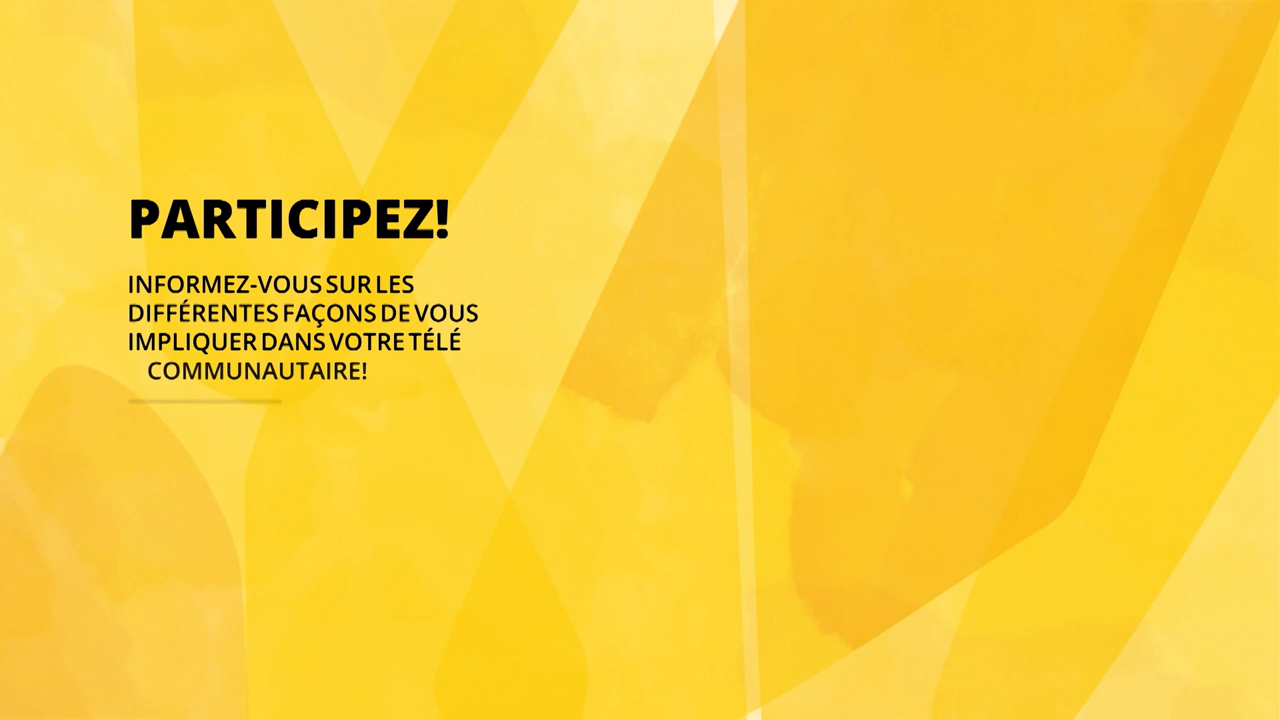 PARTICIPEZ!
INFORMEZ-VOUS SUR LES
DIFFÉRENTES FAÇONS DE VOUS
IMPLIQUER DANS VOTRE TÉLÉ
COMMUNAUTAIRE!